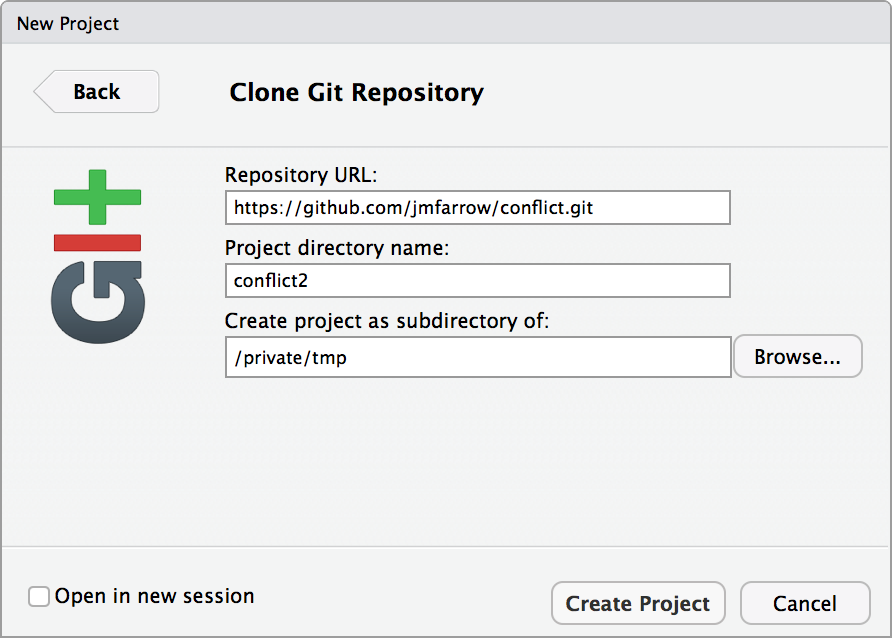 New Project
Back
Clone Git Repository
Git
Repository URL:
https://github.com/jmfarrow/conflict.git
Project directory name:
conflict2
Create project as subdirectory of:
/private/tmp
Browse...
Open in new session
Create Project
Cancel